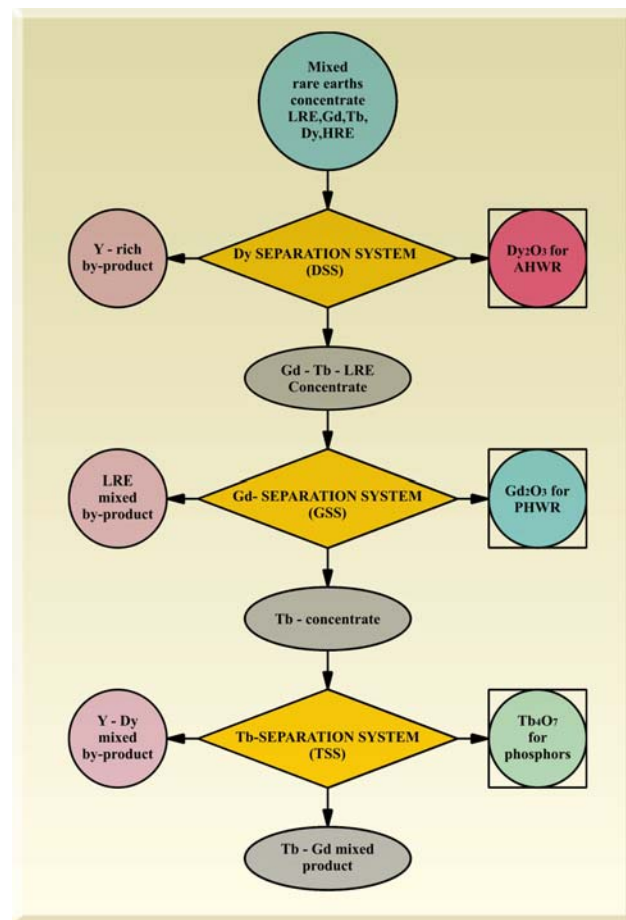 Mixed
rare earths
concentrate
LRE,Gd,Tb,
Dy,HRE
Y - rich
by-product
Dy SEPARATION SYSTEM
(DSS)
Dy₂O₃ for
AHWR
Gd - Tb - LRE
Concentrate
LRE
mixed
by-product
Gd- SEPARATION SYSTEM
(GSS)
Gd₂O₃ for
PHWR
Tb - concentrate
Y - Dy
mixed
by-product
Tb-SEPARATION SYSTEM
(TSS)
Tb₄O₇
for
phosphors
Tb - Gd mixed
product